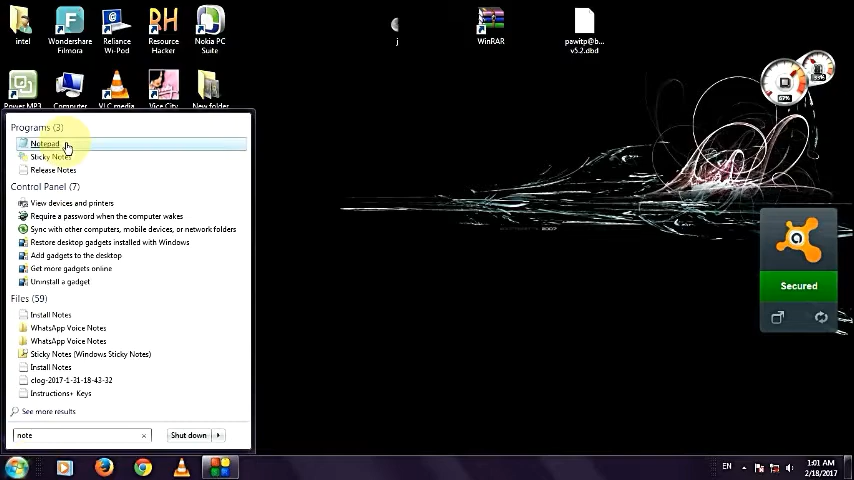 intel
Wondershare Filmora
Reliance Wi-Pod
Resource Hacker
Nokia PC Suite
j
WinRAR
pawitp@b... v5.2.dbd
Power MP3
Computer
VLC media
Vice City
New folder
67%
Programs (3)
Notepad
Sticky Notes
Release Notes
Control Panel (7)
View devices and printers
Require a password when the computer wakes
Sync with other computers, mobile devices, or network folders
Restore desktop gadgets installed with Windows
Add gadgets to the desktop
Get more gadgets online
Uninstall a gadget
Files (59)
Install Notes
WhatsApp Voice Notes
WhatsApp Voice Notes
Sticky Notes (Windows Sticky Notes)
Install Notes
clog-2017-1-31-18-43-32
Instructions+ Keys
See more results
note
Shut down
Secured
EN
1:01 AM
2/18/2017